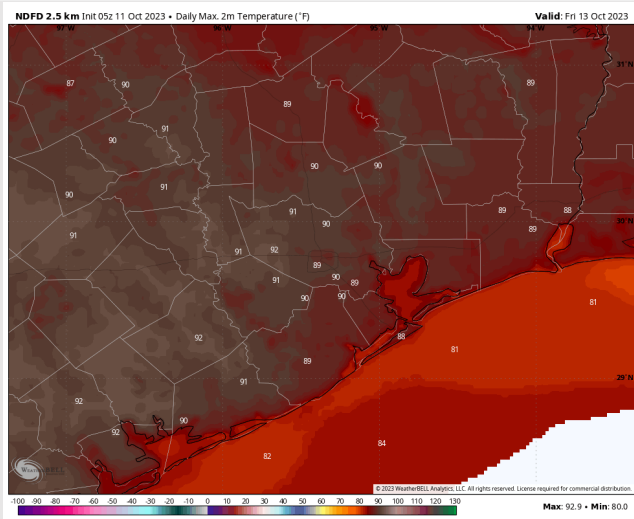 NDFD 2.5 km Init 05z 11 Oct 2023 • Daily Max. 2m Temperature (°F) Valid: Fri 13 Oct 2023
97°W 96°W 95°W 94°W
31°N
87 90 89
89
91
90
90 90
91
90
91 89 88
90 30°N
91 89
91 92
89
91 90 89
90 90
81
92 88
81
89
91 29°N
92
90
92
84
82
WeatherBELL
© 2023 WeatherBELL Analytics, LLC. All rights reserved. License required for commercial distribution.
-100 -90 -80 -70 -60 -50 -40 -30 -20 -10 0 10 20 30 40 50 60 70 80 90 100 110 120 130
Max: 92.9 • Min: 80.0